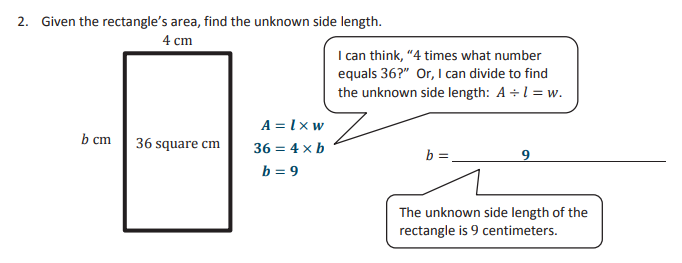 2. Given the rectangle's area, find the unknown side length.
4 cm
b cm
36 square cm
A = l × w
36 = 4 × b
b = 9
I can think, "4 times what number
equals 36?" Or, I can divide to find
the unknown side length: A ÷ l = w.
b = 9
The unknown side length of the
rectangle is 9 centimeters.